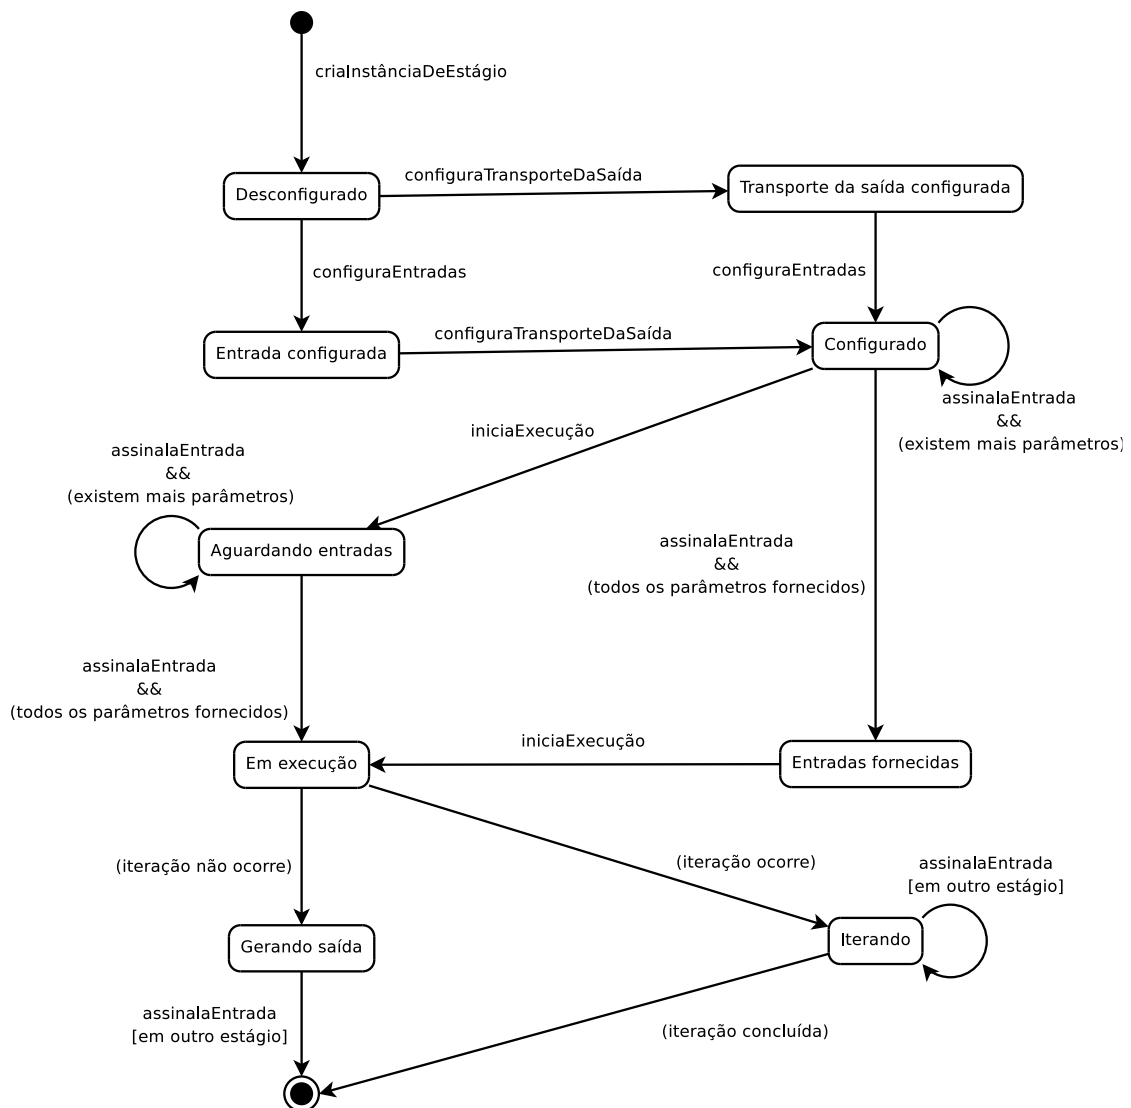 criaInstânciaDeEstágio
configuraTransporteDaSaída
Desconfigurado
Transporte da saída configurada
configuraEntradas
configuraEntradas
configuraTransporteDaSaída
Entrada configurada
Configurado
assinalaEntrada
&&
(existem mais parâmetros)
iniciaExecução
assinalaEntrada
&&
(existem mais parâmetros)
Aguardando entradas
assinalaEntrada
&&
(todos os parâmetros fornecidos)
assinalaEntrada
&&
(todos os parâmetros fornecidos)
iniciaExecução
Em execução
Entradas fornecidas
(iteração não ocorre)
(iteração ocorre)
assinalaEntrada
[em outro estágio]
Gerando saída
Iterando
assinalaEntrada
[em outro estágio]
(iteração concluída)